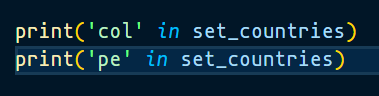 print('col' in set_countries)
print('pe' in set_countries)